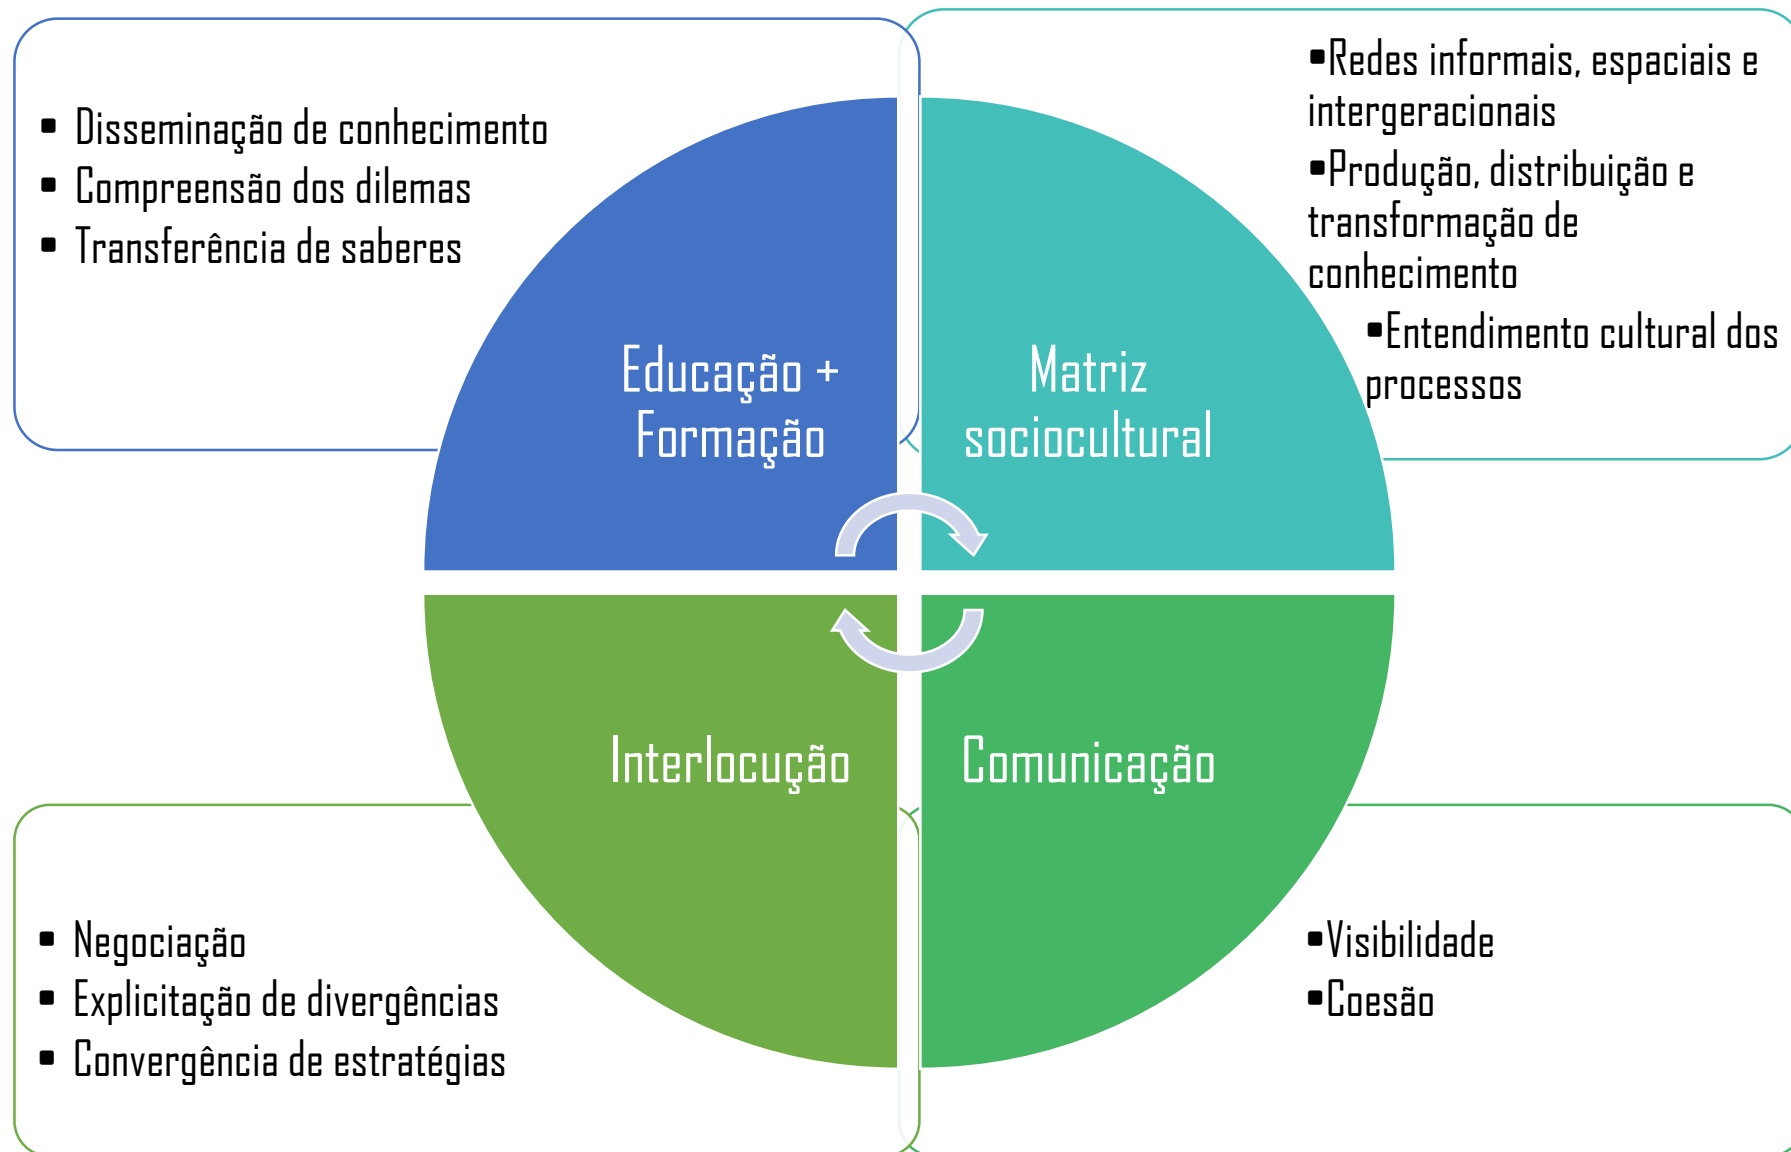 ▪ Disseminação de conhecimento
▪ Compreensão dos dilemas
▪ Transferência de saberes
▪Redes informais, espaciais e
intergeracionais
▪Produção, distribuição e
transformação de
conhecimento
▪Entendimento cultural dos
processos
Educação +
Formação
Matriz
sociocultural
Interlocução
Comunicação
▪ Negociação
▪ Explicitação de divergências
▪ Convergência de estratégias
▪Visibilidade
▪Coesão